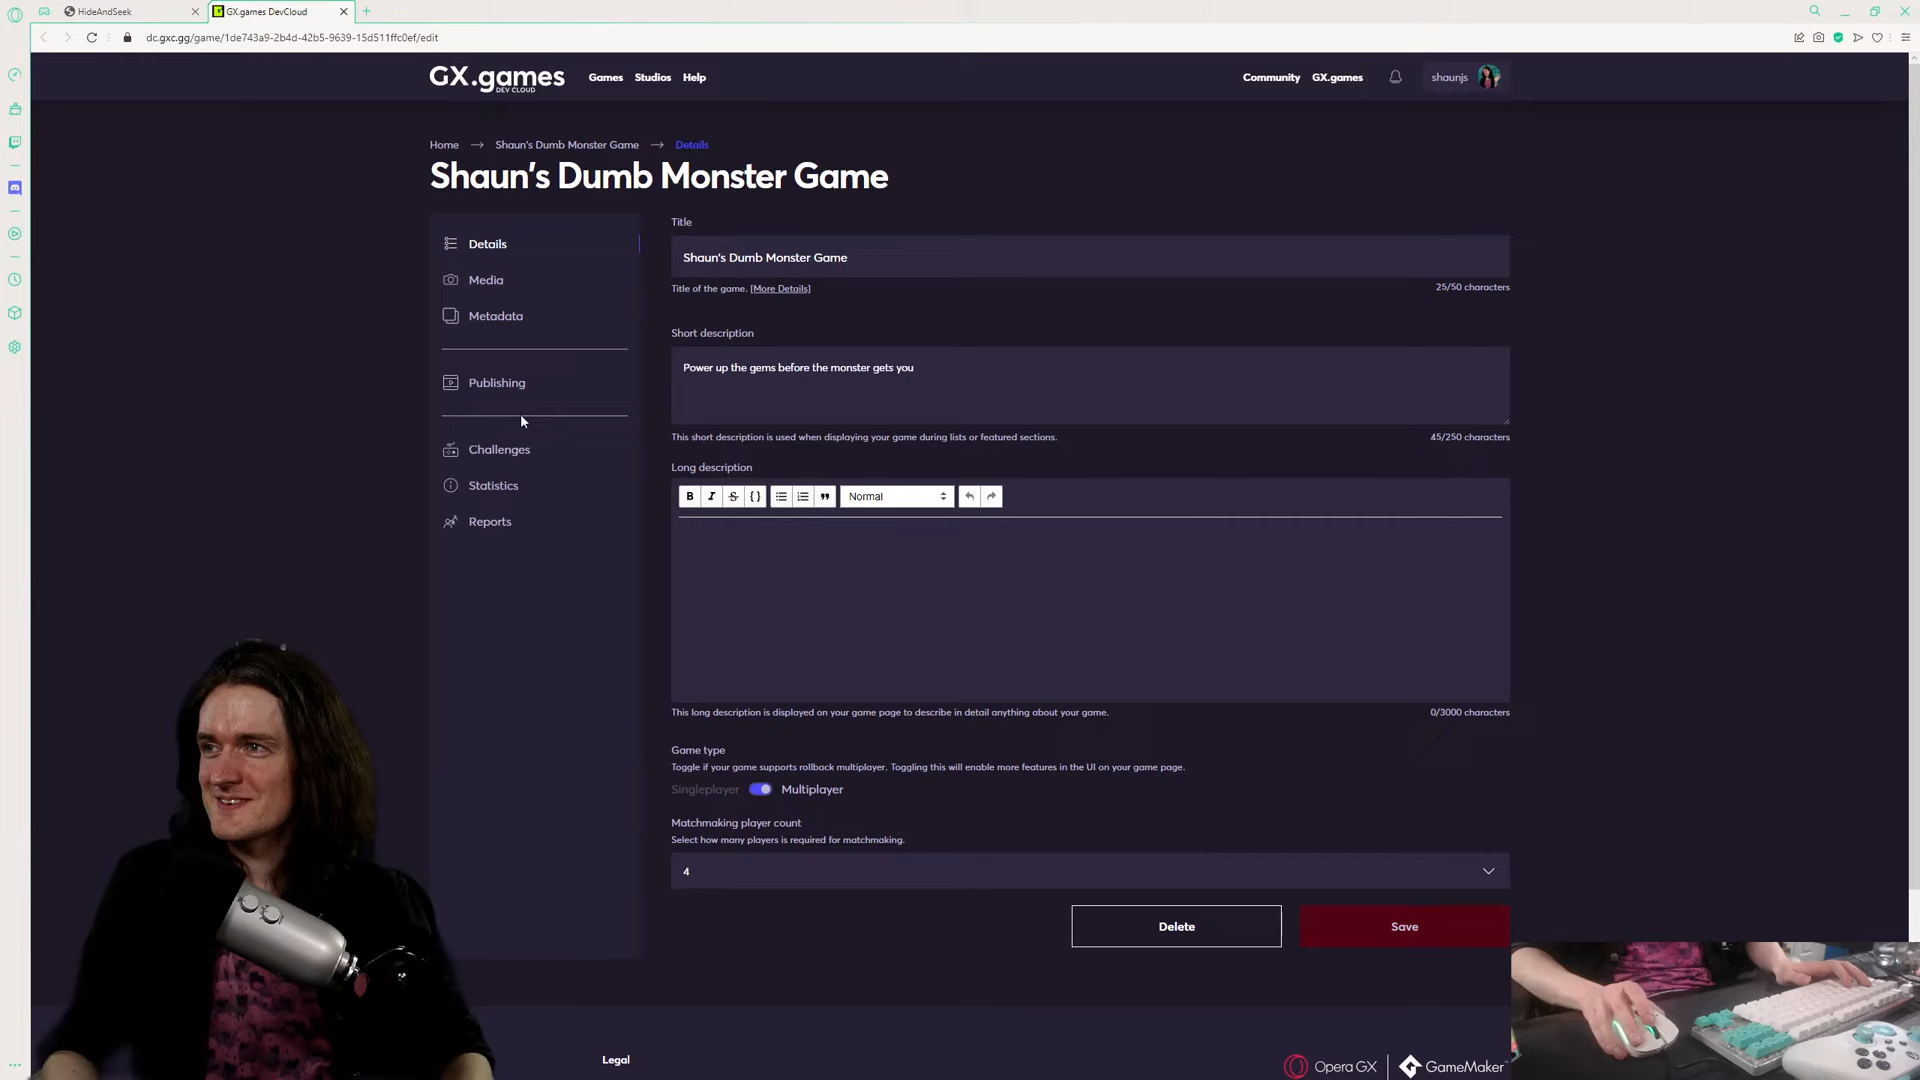 HideAndSeek
GX.games DevCloud
dc.gxc.gg/game/1de743a9-2b4d-42b5-9639-15d511ffc0ef/edit
GX.games
DEV CLOUD
Games Studios Help
Community GX.games
shaunjs
Home → Shaun's Dumb Monster Game → Details
Shaun's Dumb Monster Game
Details
Media
Metadata
Publishing
Challenges
Statistics
Reports
Title
Shaun's Dumb Monster Game
Title of the game. [More Details]
25/50 characters
Short description
Power up the gems before the monster gets you
This short description is used when displaying your game during lists or featured sections.
45/250 characters
Long description
B I S {} Normal
This long description is displayed on your game page to describe in detail anything about your game.
0/3000 characters
Game type
Toggle if your game supports rollback multiplayer. Toggling this will enable more features in the UI on your game page.
Singleplayer Multiplayer
Matchmaking player count
Select how many players is required for matchmaking.
4
Delete
Save
Legal
Opera GX
GameMaker